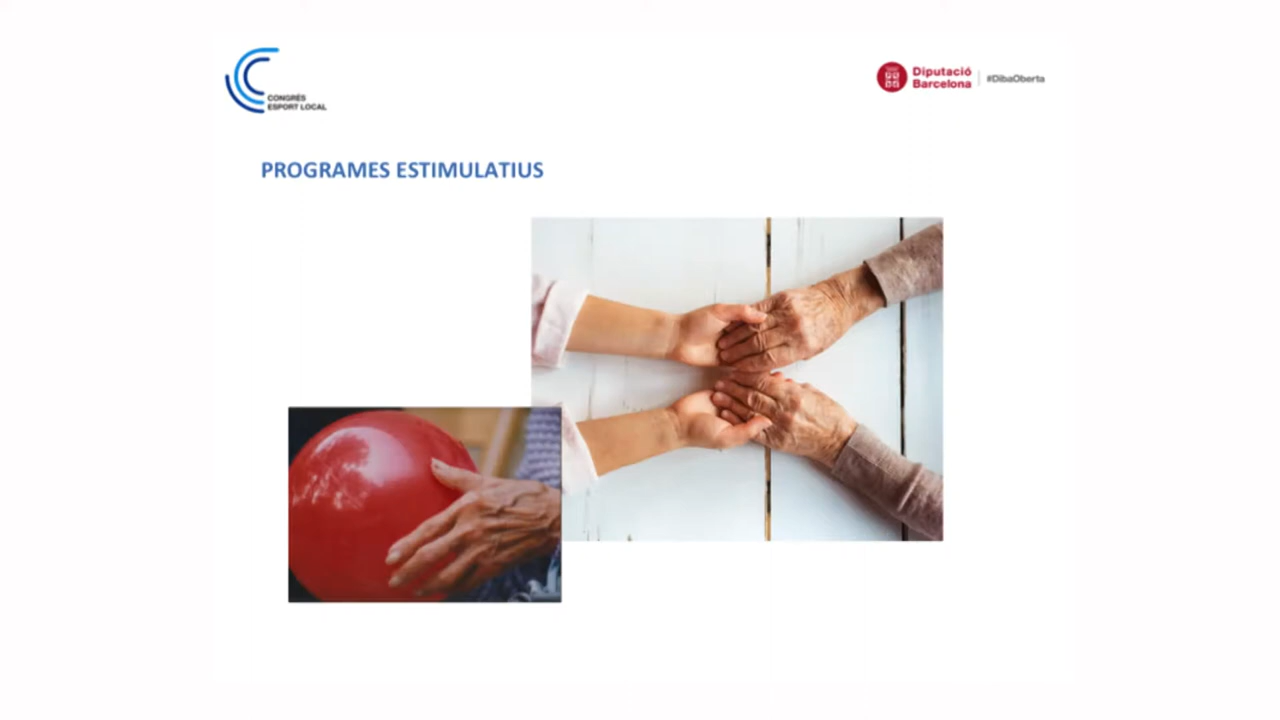 CONGRÉS
ESPORT LOCAL
Diputació
Barcelona
#DibaOberta
PROGRAMES ESTIMULATIUS